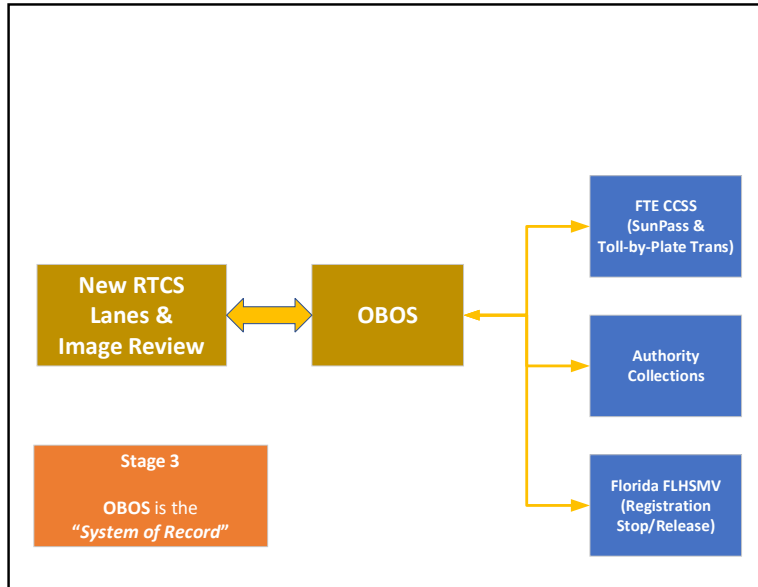 New RTCS
Lanes &
Image Review
OBOS
FTE CCSS
(SunPass &
Toll-by-Plate Trans)
Authority
Collections
Florida FLHSMV
(Registration
Stop/Release)
Stage 3
OBOS is the
“System of Record”